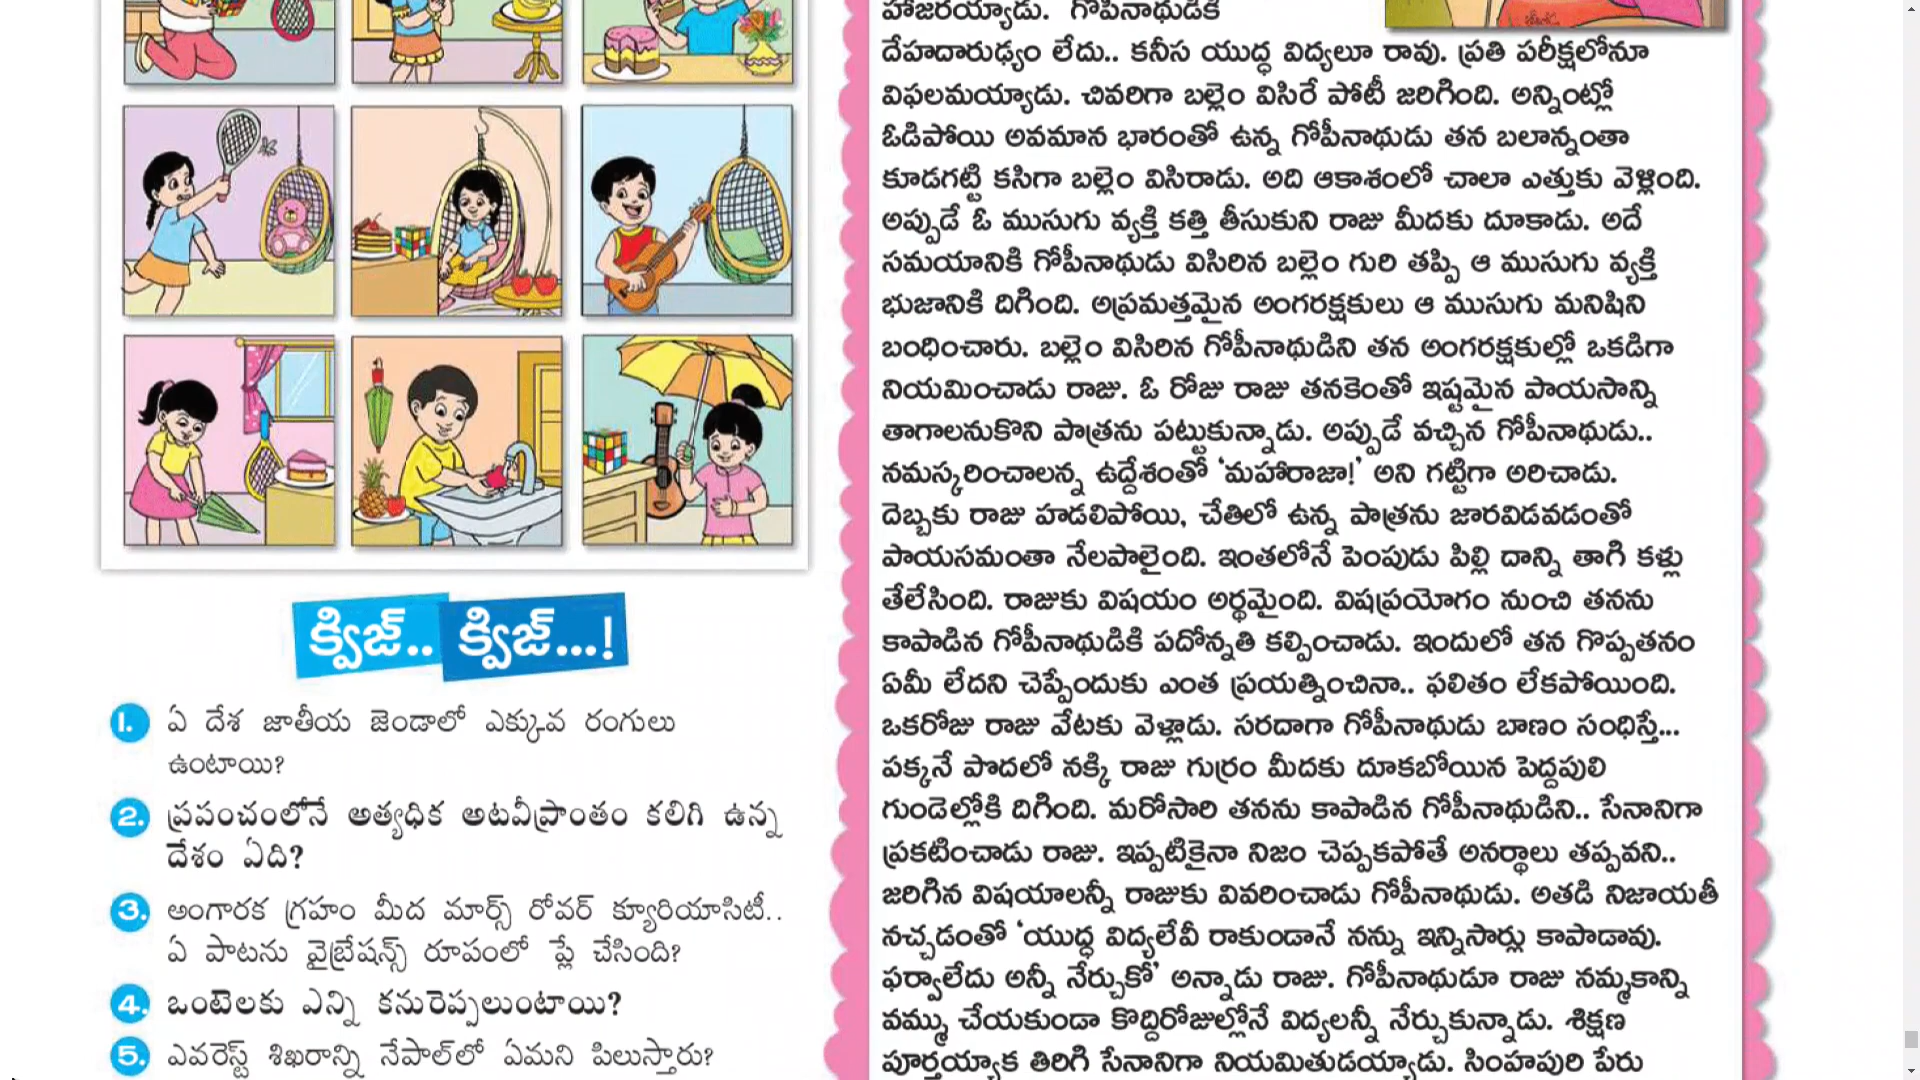 క్విజ్.. క్విజ్...!
1. ఏ దేశ జాతీయ జెండాలో ఎక్కువ రంగులు
ఉంటాయి?
2. ప్రపంచంలోనే అత్యధిక అటవీప్రాంతం కలిగి ఉన్న
దేశం ఏది?
3. అంగారక గ్రహం మీద మార్స్ రోవర్ క్యూరియాసిటీ..
ఏ పాటను వైబ్రేషన్స్ రూపంలో ప్లే చేసింది?
4. ఒంటెలకు ఎన్ని కనురెప్పలుంటాయి?
5. ఎవరెస్ట్ శిఖరాన్ని నేపాల్‌లో ఏమని పిలుస్తారు?
హాజరయ్యాడు. గోపీనాథుడికి
దేహదారుఢ్యం లేదు.. కనీస యుద్ధ విద్యలూ రావు. ప్రతి పరీక్షలోనూ
విఫలమయ్యాడు. చివరిగా బల్లెం విసిరే పోటీ జరిగింది. అన్నింట్లో
ఓడిపోయి అవమాన భారంతో ఉన్న గోపీనాథుడు తన బలాన్నంతా
కూడగట్టి కసిగా బల్లెం విసిరాడు. అది ఆకాశంలో చాలా ఎత్తుకు వెళ్లింది.
అప్పుడే ఓ ముసుగు వ్యక్తి కత్తి తీసుకుని రాజు మీదకు దూకాడు. అదే
సమయానికి గోపీనాథుడు విసిరిన బల్లెం గురి తప్పి ఆ ముసుగు వ్యక్తి
భుజానికి దిగింది. అప్రమత్తమైన అంగరక్షకులు ఆ ముసుగు మనిషిని
బంధించారు. బల్లెం విసిరిన గోపీనాథుడిని తన అంగరక్షకుల్లో ఒకడిగా
నియమించాడు రాజు. ఓ రోజు రాజు తనకెంతో ఇష్టమైన పాయసాన్ని
తాగాలనుకొని పాత్రను పట్టుకున్నాడు. అప్పుడే వచ్చిన గోపీనాథుడు..
నమస్కరించాలన్న ఉద్దేశంతో ‘మహారాజా!’ అని గట్టిగా అరిచాడు.
దెబ్బకు రాజు హడలిపోయి, చేతిలో ఉన్న పాత్రను జారవిడవడంతో
పాయసమంతా నేలపాలైంది. ఇంతలోనే పెంపుడు పిల్లి దాన్ని తాగి కళ్లు
తేలేసింది. రాజుకు విషయం అర్థమైంది. విషప్రయోగం నుంచి తనను
కాపాడిన గోపీనాథుడికి పదోన్నతి కల్పించాడు. ఇందులో తన గొప్పతనం
ఏమీ లేదని చెప్పేందుకు ఎంత ప్రయత్నించినా.. ఫలితం లేకపోయింది.
ఒకరోజు రాజు వేటకు వెళ్లాడు. సరదాగా గోపీనాథుడు బాణం సంధిస్తే...
పక్కనే పొదలో నక్కి రాజు గుర్రం మీదకు దూకబోయిన పెద్దపులి
గుండెల్లోకి దిగింది. మరోసారి తనను కాపాడిన గోపీనాథుడిని.. సేనానిగా
ప్రకటించాడు రాజు. ఇప్పటికైనా నిజం చెప్పకపోతే అనర్థాలు తప్పవని..
జరిగిన విషయాలన్నీ రాజుకు వివరించాడు గోపీనాథుడు. అతడి నిజాయతీ
నచ్చడంతో ‘యుద్ధ విద్యలేవీ రాకుండానే నన్ను ఇన్నిసార్లు కాపాడావు.
ఫర్వాలేదు అన్నీ నేర్చుకో’ అన్నాడు రాజు. గోపీనాథుడూ రాజు నమ్మకాన్ని
వమ్ము చేయకుండా కొద్దిరోజుల్లోనే విద్యలన్నీ నేర్చుకున్నాడు. శిక్షణ
పూర్తయ్యాక తిరిగి సేనానిగా నియమితుడయ్యాడు. సింహపురి పేరు